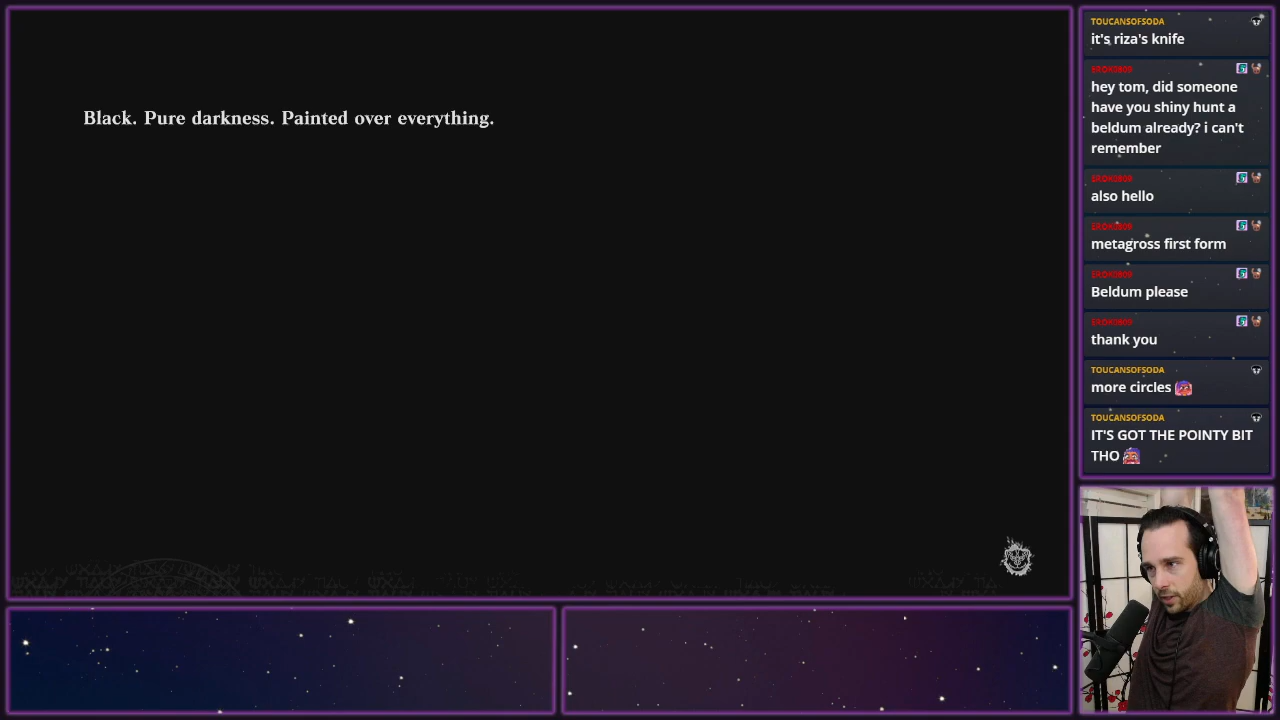 Black. Pure darkness. Painted over everything.
TOUCANSOFSODA
it's riza's knife
hey tom, did someone
have you shiny hunt a
beldum already? i can't
remember
also hello
metagross first form
Beldum please
thank you
TOUCANSOFSODA
more circles
TOUCANSOFSODA
IT'S GOT THE POINTY BIT
THO